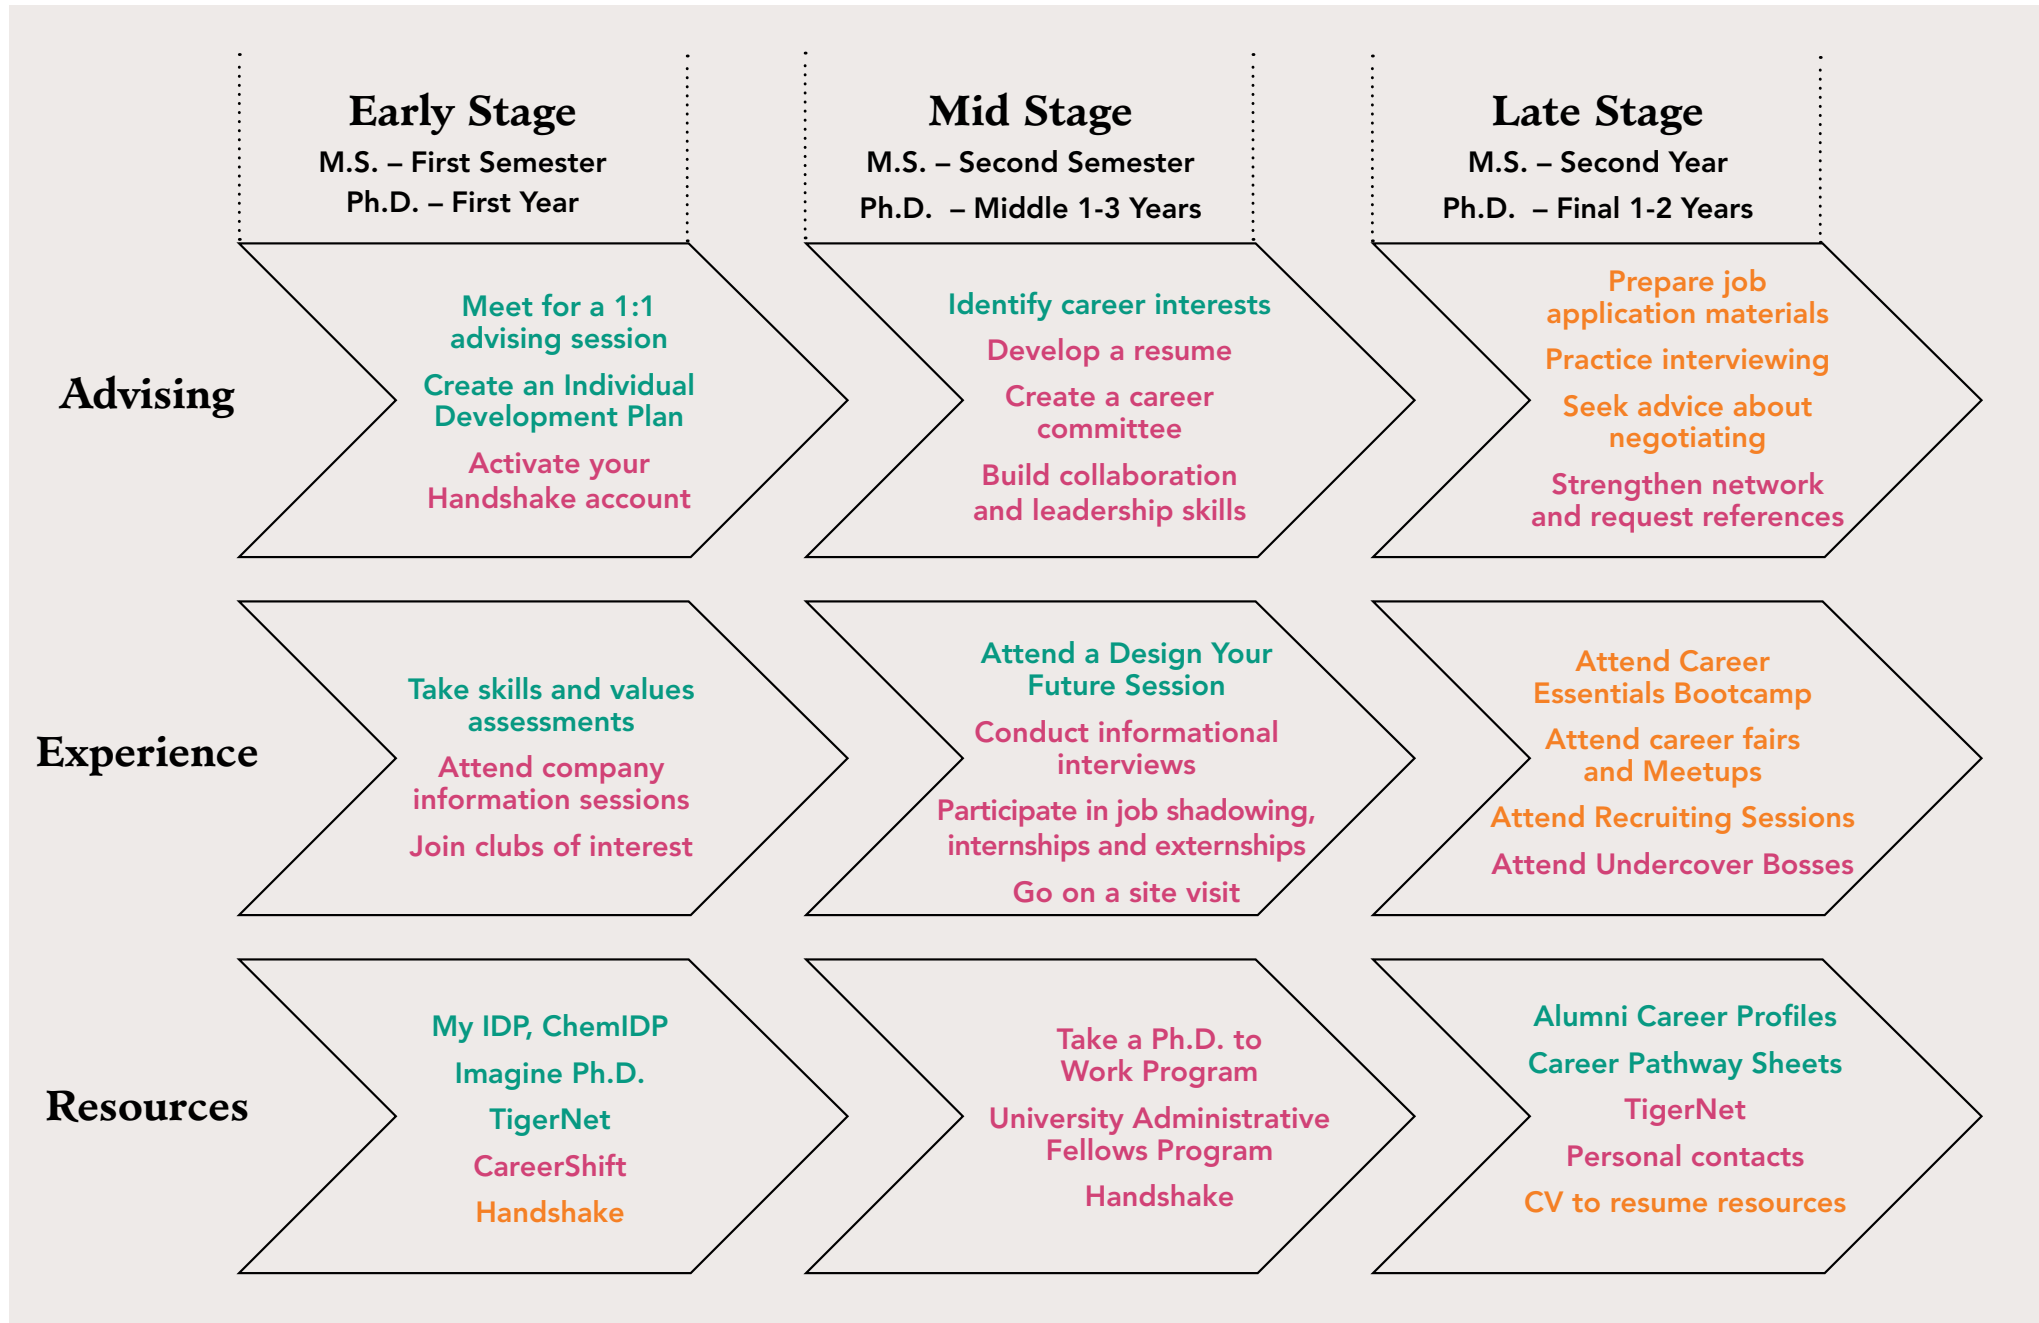 Early Stage
M.S. – First Semester
Ph.D. – First Year
Mid Stage
M.S. – Second Semester
Ph.D.  – Middle 1-3 Years
Late Stage
M.S. – Second Year
Ph.D.  – Final 1-2 Years
Advising
Meet for a 1:1
advising session
Create an Individual
Development Plan
Activate your
Handshake account
Identify career interests
Develop a resume
Create a career
committee
Build collaboration
and leadership skills
Prepare job
application materials
Practice interviewing
Seek advice about
negotiating
Strengthen network
and request references
Experience
Take skills and values
assessments
Attend company
information sessions
Join clubs of interest
Attend a Design Your
Future Session
Conduct informational
interviews
Participate in job shadowing,
internships and externships
Go on a site visit
Attend Career
Essentials Bootcamp
Attend career fairs
and Meetups
Attend Recruiting Sessions
Attend Undercover Bosses
Resources
My IDP, ChemIDP
Imagine Ph.D.
TigerNet
CareerShift
Handshake
Take a Ph.D. to
Work Program
University Administrative
Fellows Program
Handshake
Alumni Career Profiles
Career Pathway Sheets
TigerNet
Personal contacts
CV to resume resources